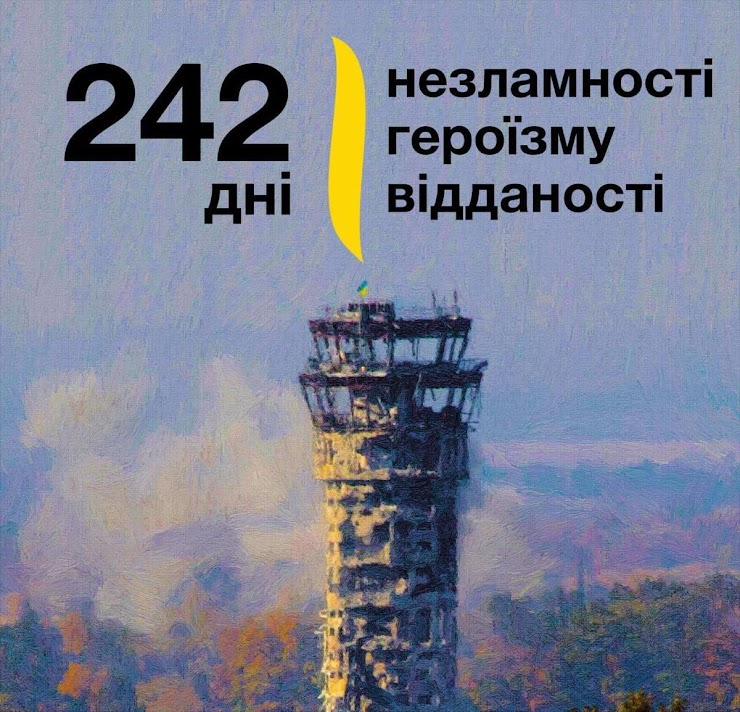 242
дні
незламності
героїзму
відданості